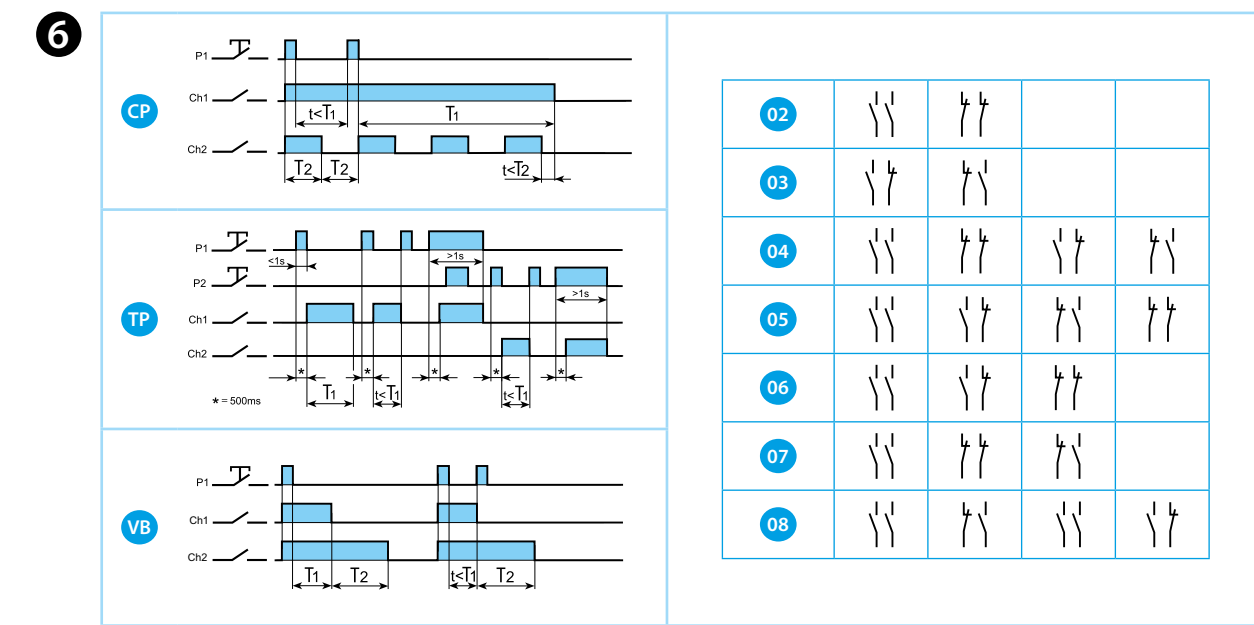 6
CP
P1
Ch1
t<T1
T1
Ch2
T2
T2
t<T2
TP
P1
<1s
>1s
P2
>1s
Ch1
Ch2
*
*
*
*
*
T1
t<T1
t<T1
* = 500ms
VB
P1
Ch1
Ch2
T1
T2
t<T1
T2
02
03
04
05
06
07
08